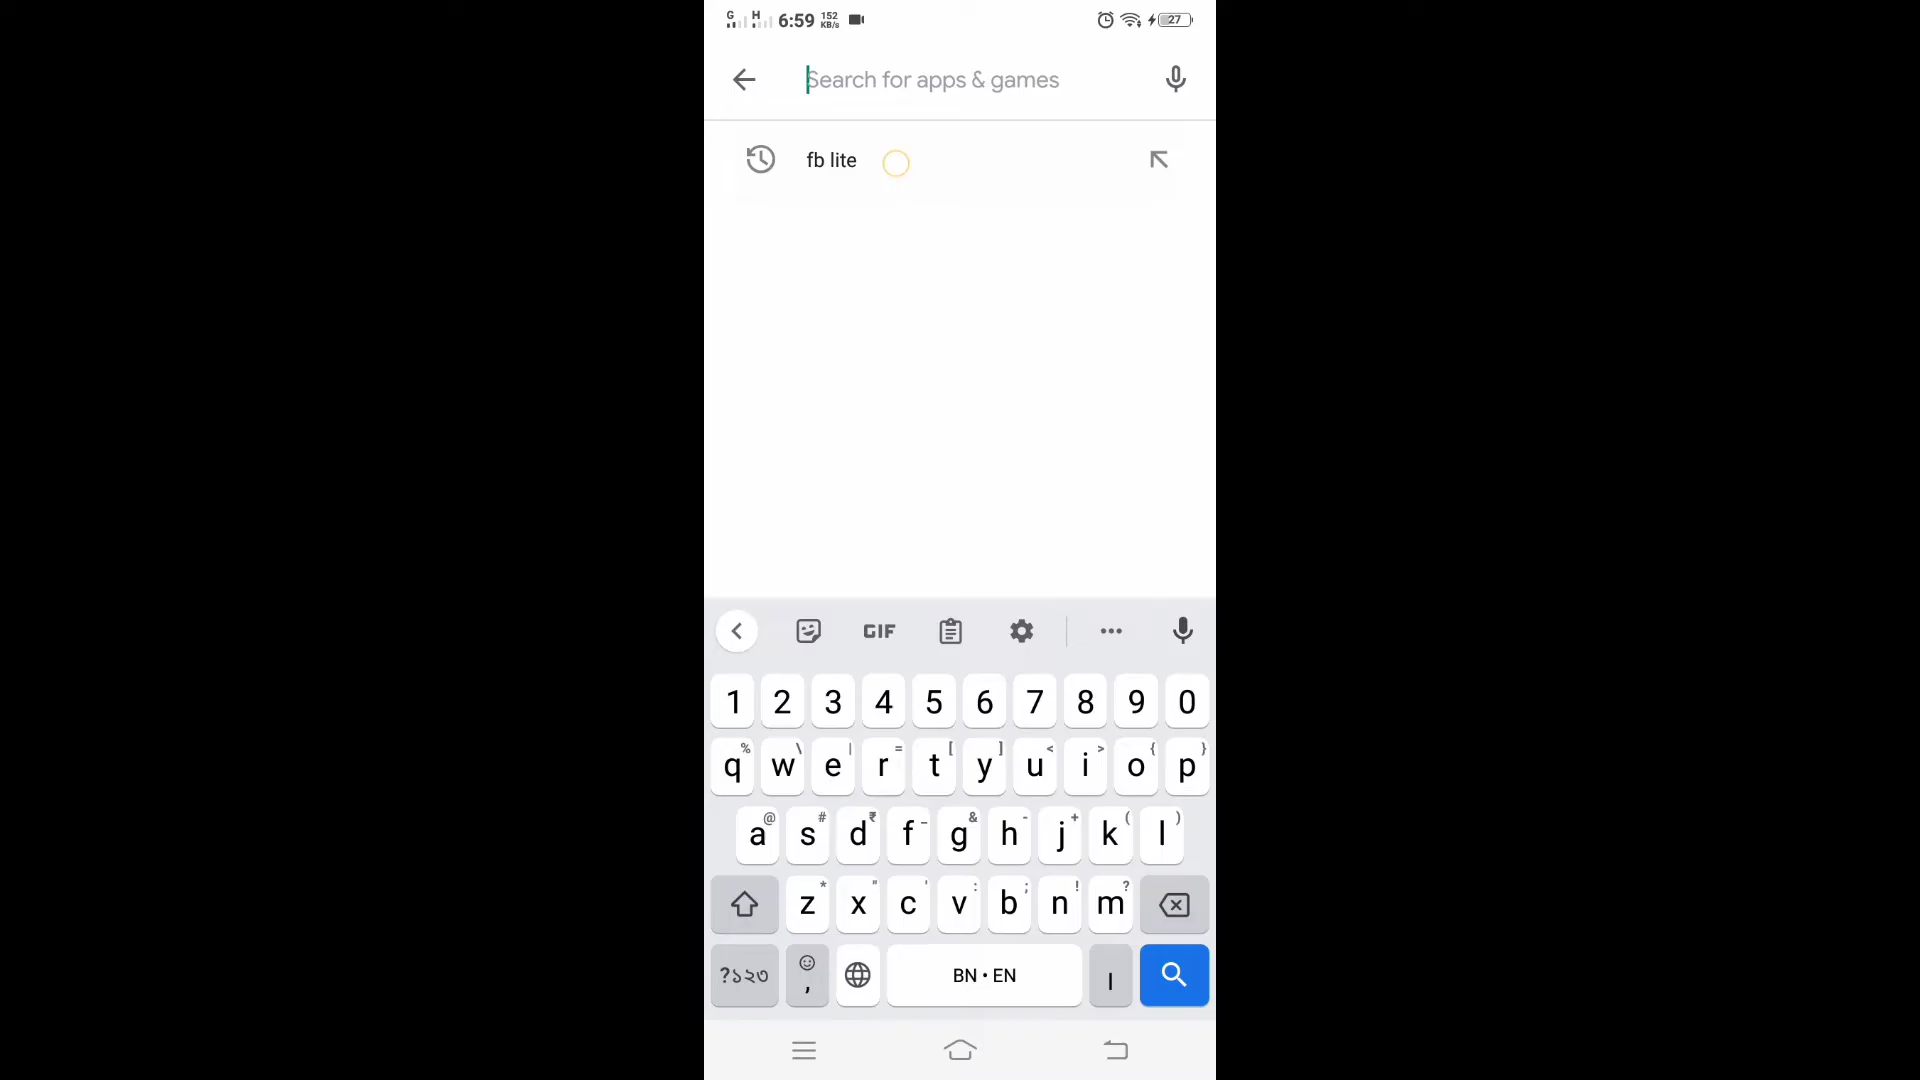 G H 6:59 152 KB/s 27
Search for apps & games
fb lite
GIF
1 2 3 4 5 6 7 8 9 0
q % w \ e | r = t [ y ] u < i > o { p }
a @ s # d ₹ f _ g & h - j + k ( l )
z * x " c ' v : b ; n ! m ?
?১২৩ , BN • EN ।